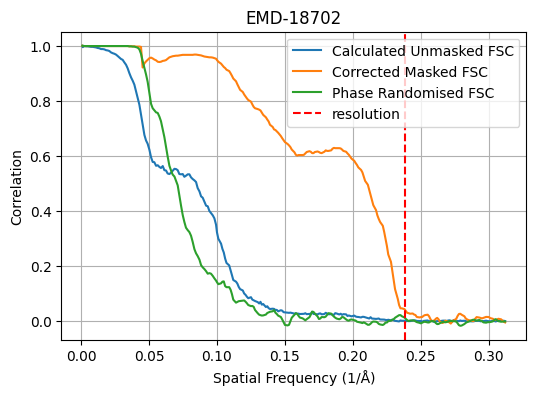 EMD-18702
Calculated Unmasked FSC
Corrected Masked FSC
Phase Randomised FSC
resolution
Correlation
1.0
0.8
0.6
0.4
0.2
0.0
0.00 0.05 0.10 0.15 0.20 0.25 0.30
Spatial Frequency (1/Å)